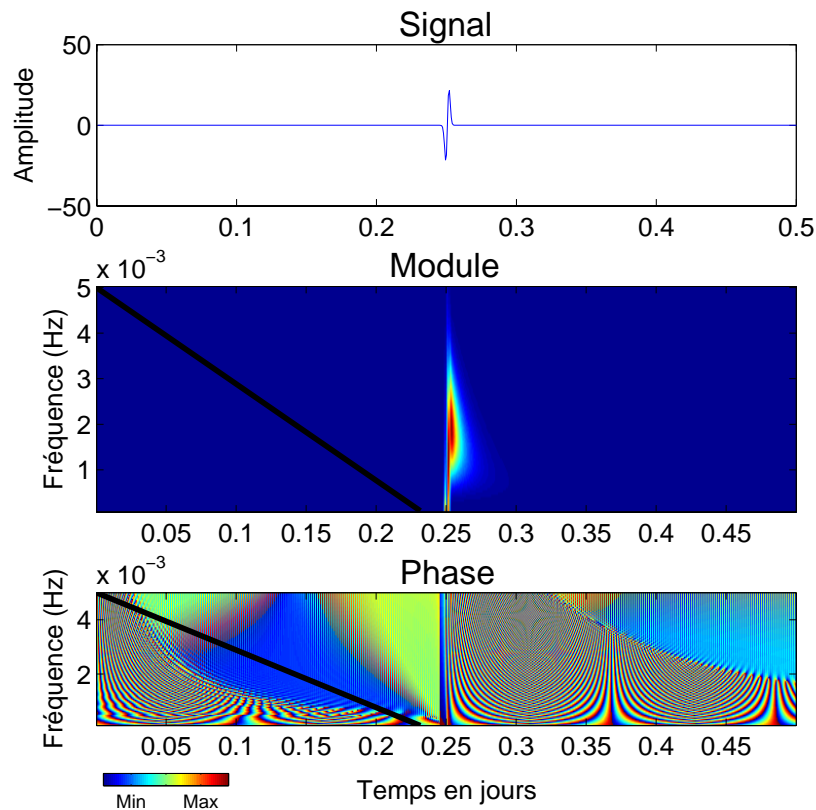 Signal
50
0
−50
Amplitude
0 0.1 0.2 0.3 0.4 0.5
x 10⁻³
Module
5
4
3
2
1
Fréquence (Hz)
0.05 0.1 0.15 0.2 0.25 0.3 0.35 0.4 0.45
x 10⁻³
Phase
4
2
Fréquence (Hz)
0.05 0.1 0.15 0.2 0.25 0.3 0.35 0.4 0.45
Temps en jours
Min Max